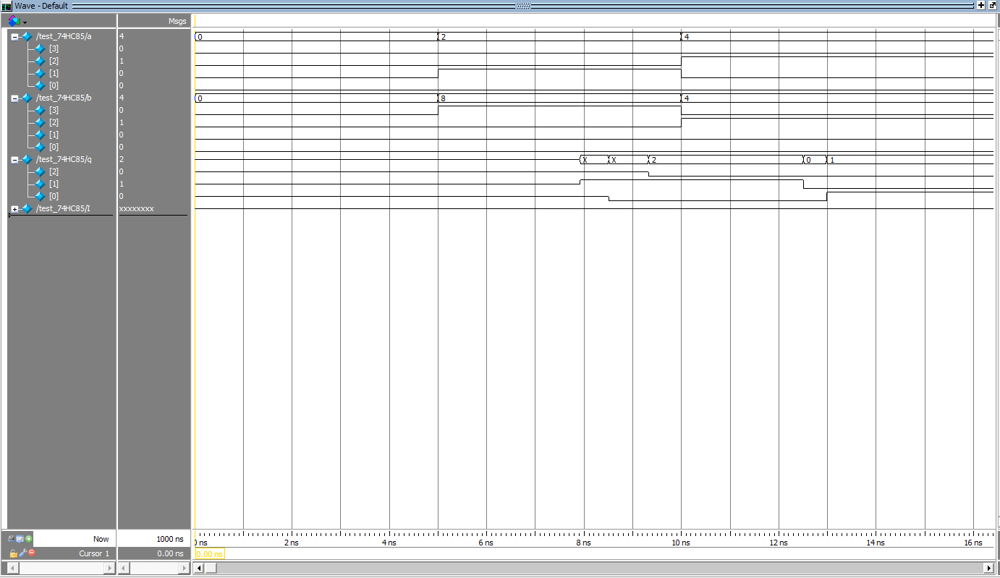 Wave - Default
Msgs
/test_74HC85/a 4 0 2 4
[3] 0
[2] 1
[1] 0
[0] 0
/test_74HC85/b 4 0 8 4
[3] 0
[2] 1
[1] 0
[0] 0
/test_74HC85/q 2 X X 2 0 1
[2] 0
[1] 1
[0] 0
/test_74HC85/I xxxxxxxx
Now 1000 ns 0 ns 2 ns 4 ns 6 ns 8 ns 10 ns 12 ns 14 ns 16 ns
Cursor 1 0.00 ns 0.00 ns